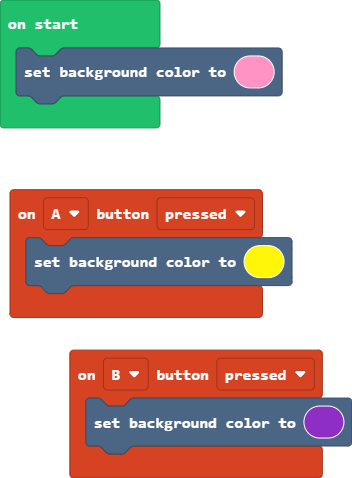 on start
set background color to
on A button pressed
set background color to
on B button pressed
set background color to